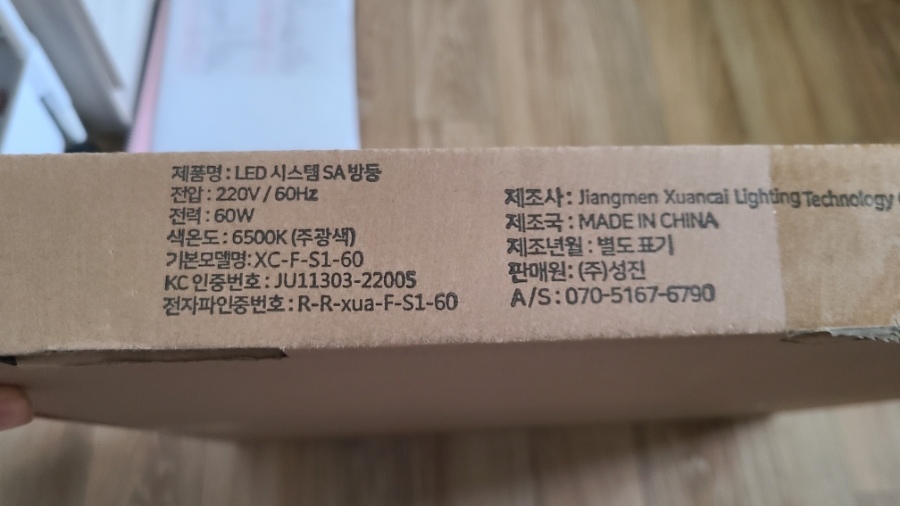 제품명 : LED 시스템 SA 방등
전압 : 220V / 60Hz
전력 : 60W
색온도 : 6500K (주광색)
기본모델명: XC-F-S1-60
KC 인증번호 : JU11303-22005
전자파인증번호 : R-R-xua-F-S1-60
제조사 : Jiangmen Xuancai Lighting Technology
제조국 : MADE IN CHINA
제조년월 : 별도 표기
판매원: (주)성진
A/S : 070-5167-6790